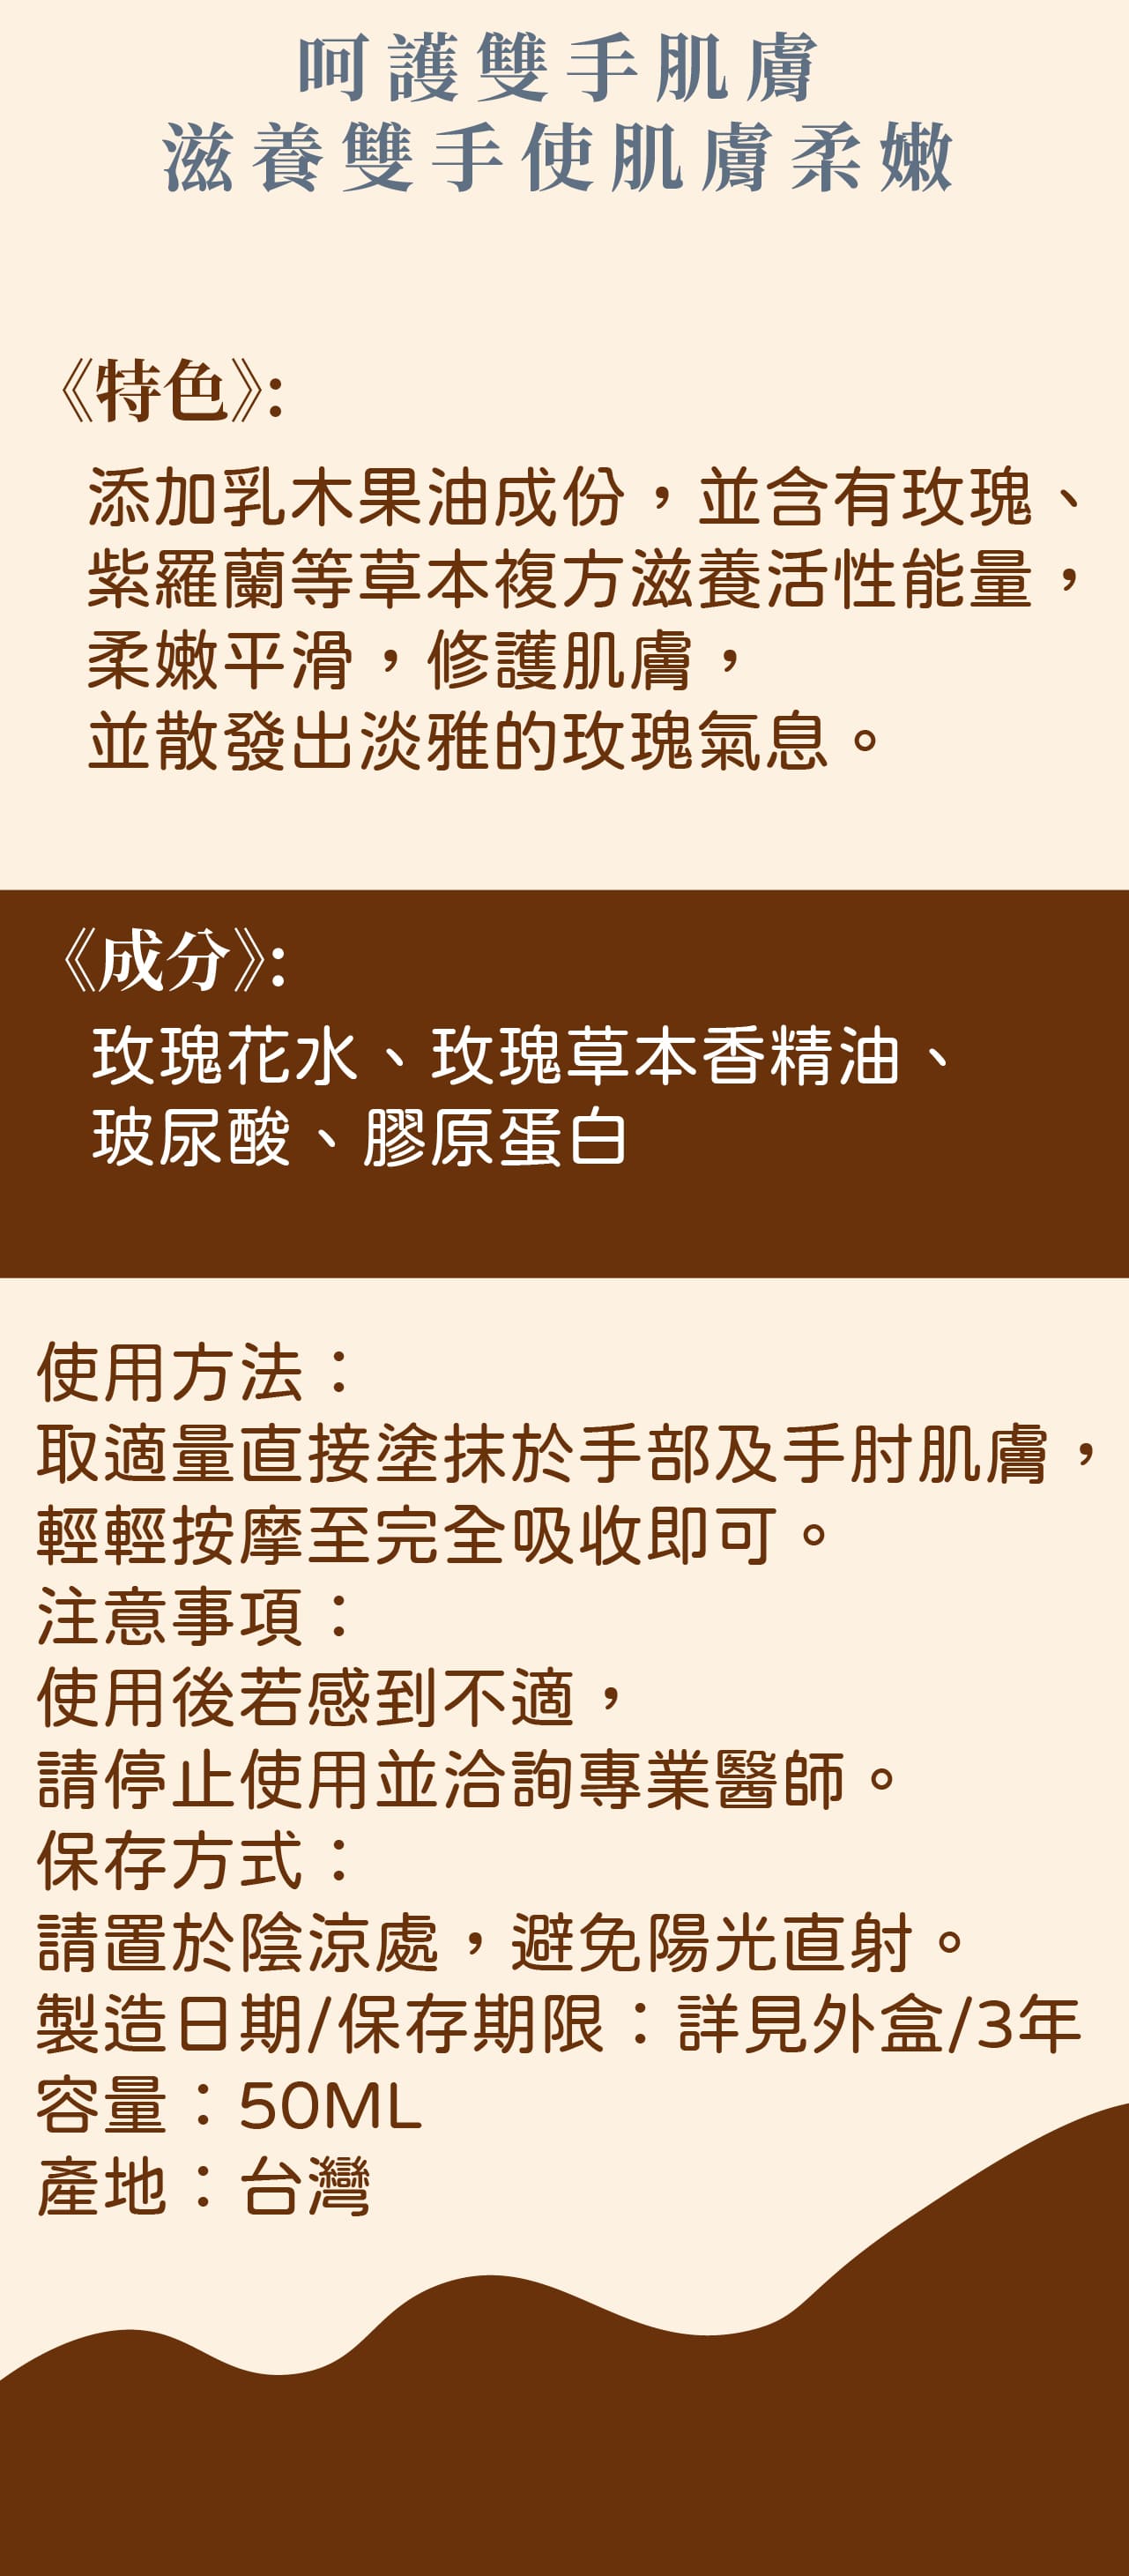 呵護雙手肌膚
滋養雙手使肌膚柔嫩
《特色》:
添加乳木果油成份，並含有玫瑰、
紫羅蘭等草本複方滋養活性能量，
柔嫩平滑，修護肌膚，
並散發出淡雅的玫瑰氣息。
《成分》:
玫瑰花水、玫瑰草本香精油、
玻尿酸、膠原蛋白
使用方法：
取適量直接塗抹於手部及手肘肌膚，
輕輕按摩至完全吸收即可。
注意事項：
使用後若感到不適，
請停止使用並洽詢專業醫師。
保存方式：
請置於陰涼處，避免陽光直射。
製造日期/保存期限：詳見外盒/3年
容量：50ML
產地：台灣